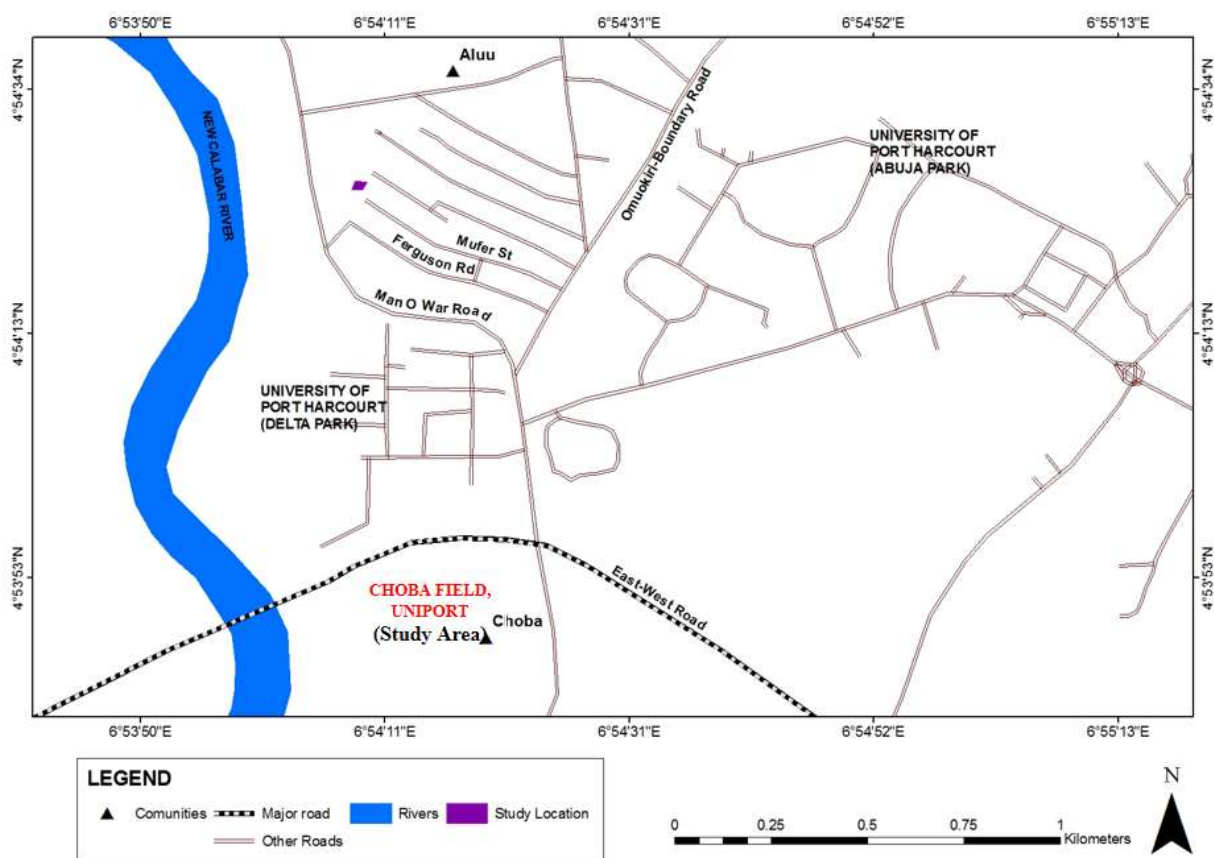 6°53'50"E 6°54'11"E 6°54'31"E 6°54'52"E 6°55'13"E
Aluu
4°54'34"N
4°54'34"N
NEW CALABAR RIVER
Omuokiri-Boundary Road
UNIVERSITY OF
PORT HARCOURT
(ABUJA PARK)
Mufer St
Ferguson Rd
Man O War Road
4°54'13"N
4°54'13"N
UNIVERSITY OF
PORT HARCOURT
(DELTA PARK)
4°53'53"N
4°53'53"N
East-West Road
CHOBA FIELD,
UNIPORT
Choba
(Study Area)
6°53'50"E 6°54'11"E 6°54'31"E 6°54'52"E 6°55'13"E
LEGEND
Comunities Major road Rivers Study Location
Other Roads
N
0 0.25 0.5 0.75 1
Kilometers